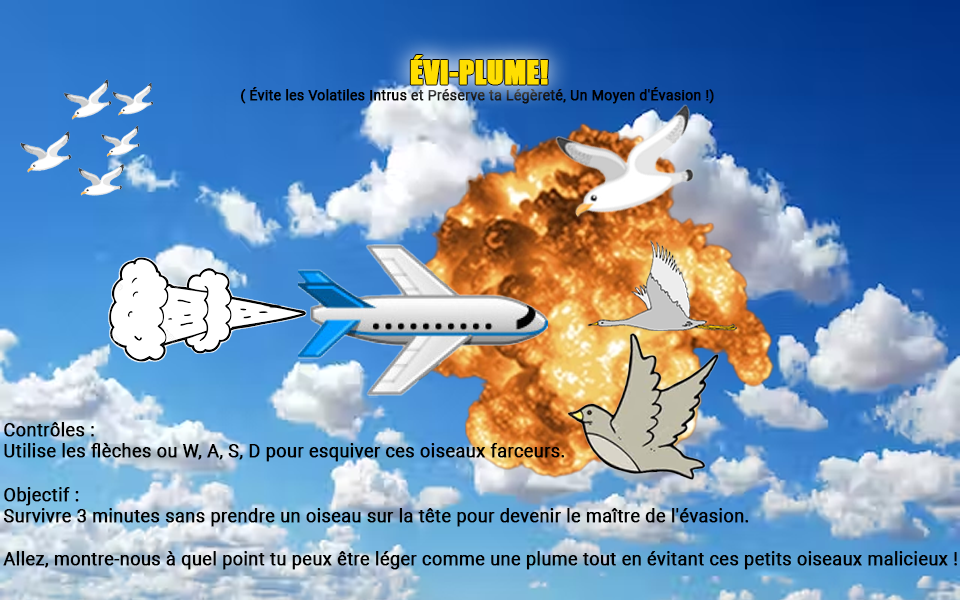 ÉVI-PLUME!
( Évite les Volatiles Intrus et Préserve ta Légèreté, Un Moyen d'Évasion !)
Contrôles :
Utilise les flèches ou W, A, S, D pour esquiver ces oiseaux farceurs.
Objectif :
Survivre 3 minutes sans prendre un oiseau sur la tête pour devenir le maître de l'évasion.
Allez, montre-nous à quel point tu peux être léger comme une plume tout en évitant ces petits oiseaux malicieux !